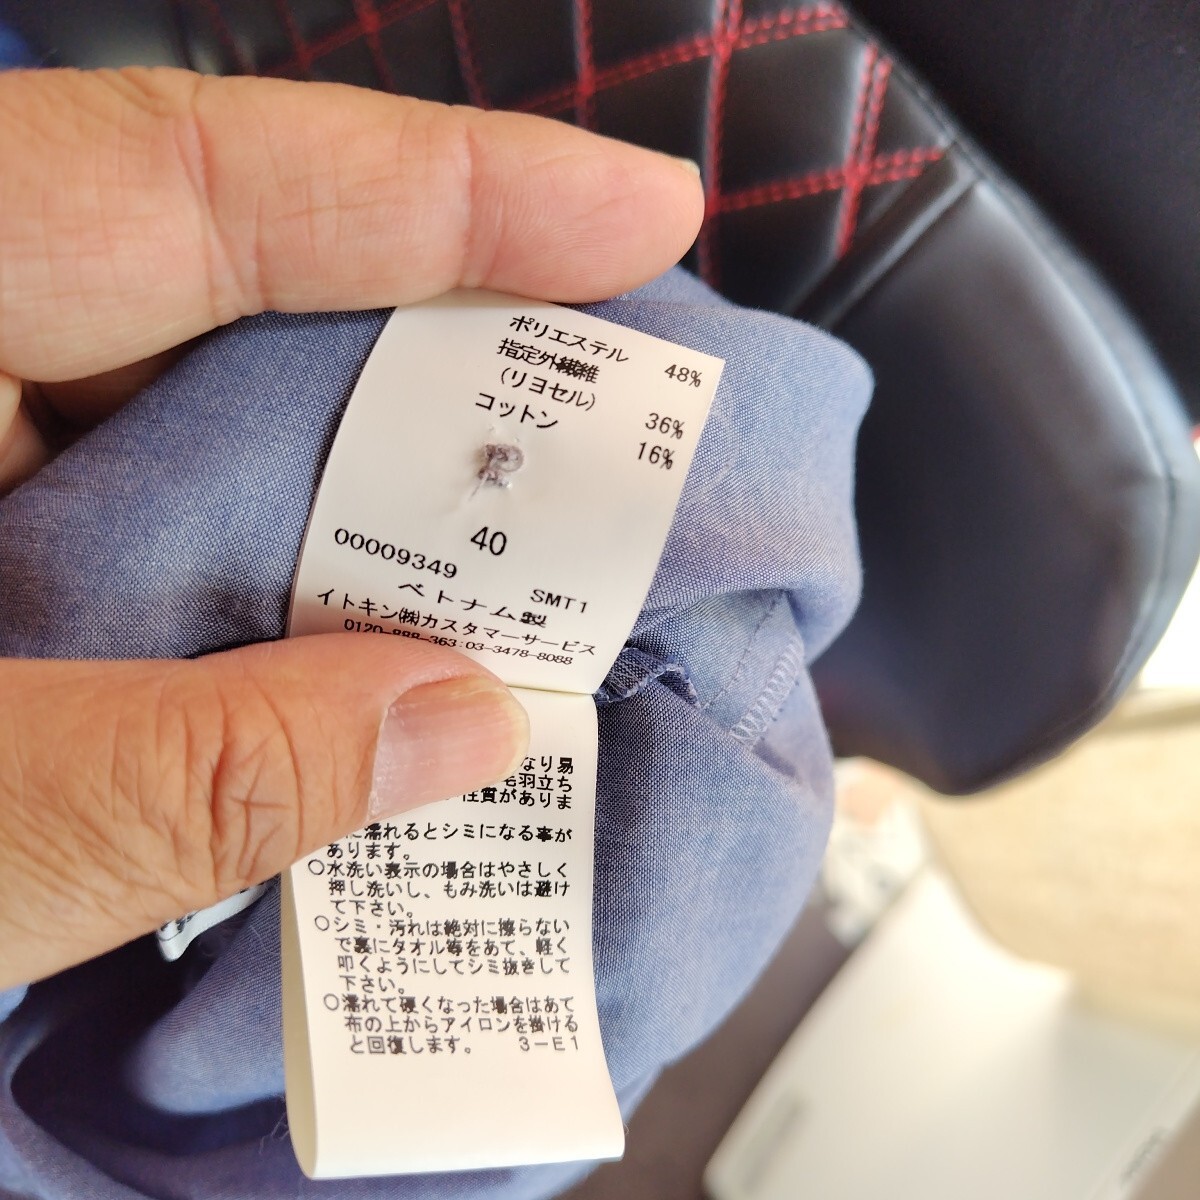 ポリエステル 48%
指定外繊維
(リヨセル) 36%
コットン 16%
40
00009349 SMT1
ベトナム製
イトキン㈱カスタマーサービス
0120-888-363:03-3478-8088
なり易
毛羽立ち
性質がありま
に濡れるとシミになる事が
あります。
○水洗い表示の場合はやさしく
押し洗いし、もみ洗いは避け
て下さい。
○シミ・汚れは絶対に擦らない
で裏にタオル等をあて、軽く
叩くようにしてシミ抜きして
下さい。
○濡れて硬くなった場合はあて
布の上からアイロンを掛ける
と回復します。 3-E1